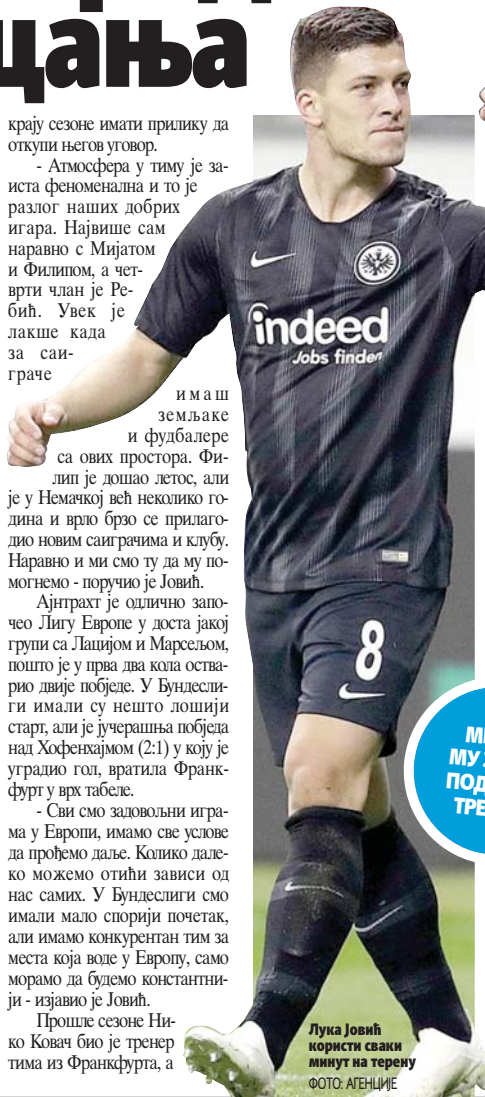 цања
крају сезоне имати прилику да
откупи његов уговор.
- Атмосфера у тиму је за-
иста феноменална и то је
разлог наших добрих
игара. Највише сам
наравно с Мијатом
и Филипом, а чет-
врти члан је Ре-
бић. Увек је
лакше када
за саи-
граче
имаш
земљаке
и фудбалере
са ових простора. Фи-
лип је дошао летос, али
је у Немачкој већ неколико го-
дина и врло брзо се прилаго-
дио новим саиграчима и клубу.
Наравно и ми смо ту да му по-
могнемо - поручио је Јовић.
Ајнтрахт је одлично запо-
чео Лигу Европе у доста јакој
групи са Лацијом и Марсељом,
пошто је у прва два кола оства-
рио двије побједе. У Бундесли-
ги имали су нешто лошији
старт, али је јучерашња побједа
над Хофенхајмом (2:1) у коју је
уградио гол, вратила Франк-
фурт у врх табеле.
- Сви смо задовољни игра-
ма у Европи, имамо све услове
да прођемо даље. Колико дале-
ко можемо отићи зависи од
нас самих. У Бундеслиги смо
имали мало спорији почетак,
али имамо конкурентан тим за
места која воде у Европу, само
морамо да будемо константни-
ји - изјавио је Јовић.
Прошле сезоне Ни-
ко Ковач био је тренер
тима из Франкфурта, а
indeed
Jobs finden
8
МУ
ПОД
ТРЕ
Лука Јовић
користи сваки
минут на терену
ФОТО: АГЕНЦИЈЕ